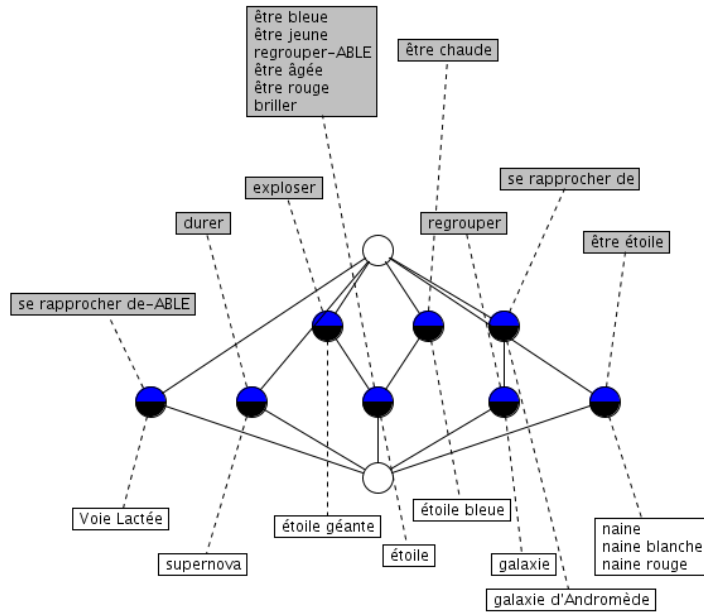 être bleue
être jeune
regrouper-ABLE
être âgée
être rouge
briller
être chaude
se rapprocher de
exploser
durer
regrouper
être étoile
se rapprocher de-ABLE
Voie Lactée
étoile géante
étoile bleue
supernova
étoile
galaxie
naine
naine blanche
naine rouge
galaxie d'Andromède